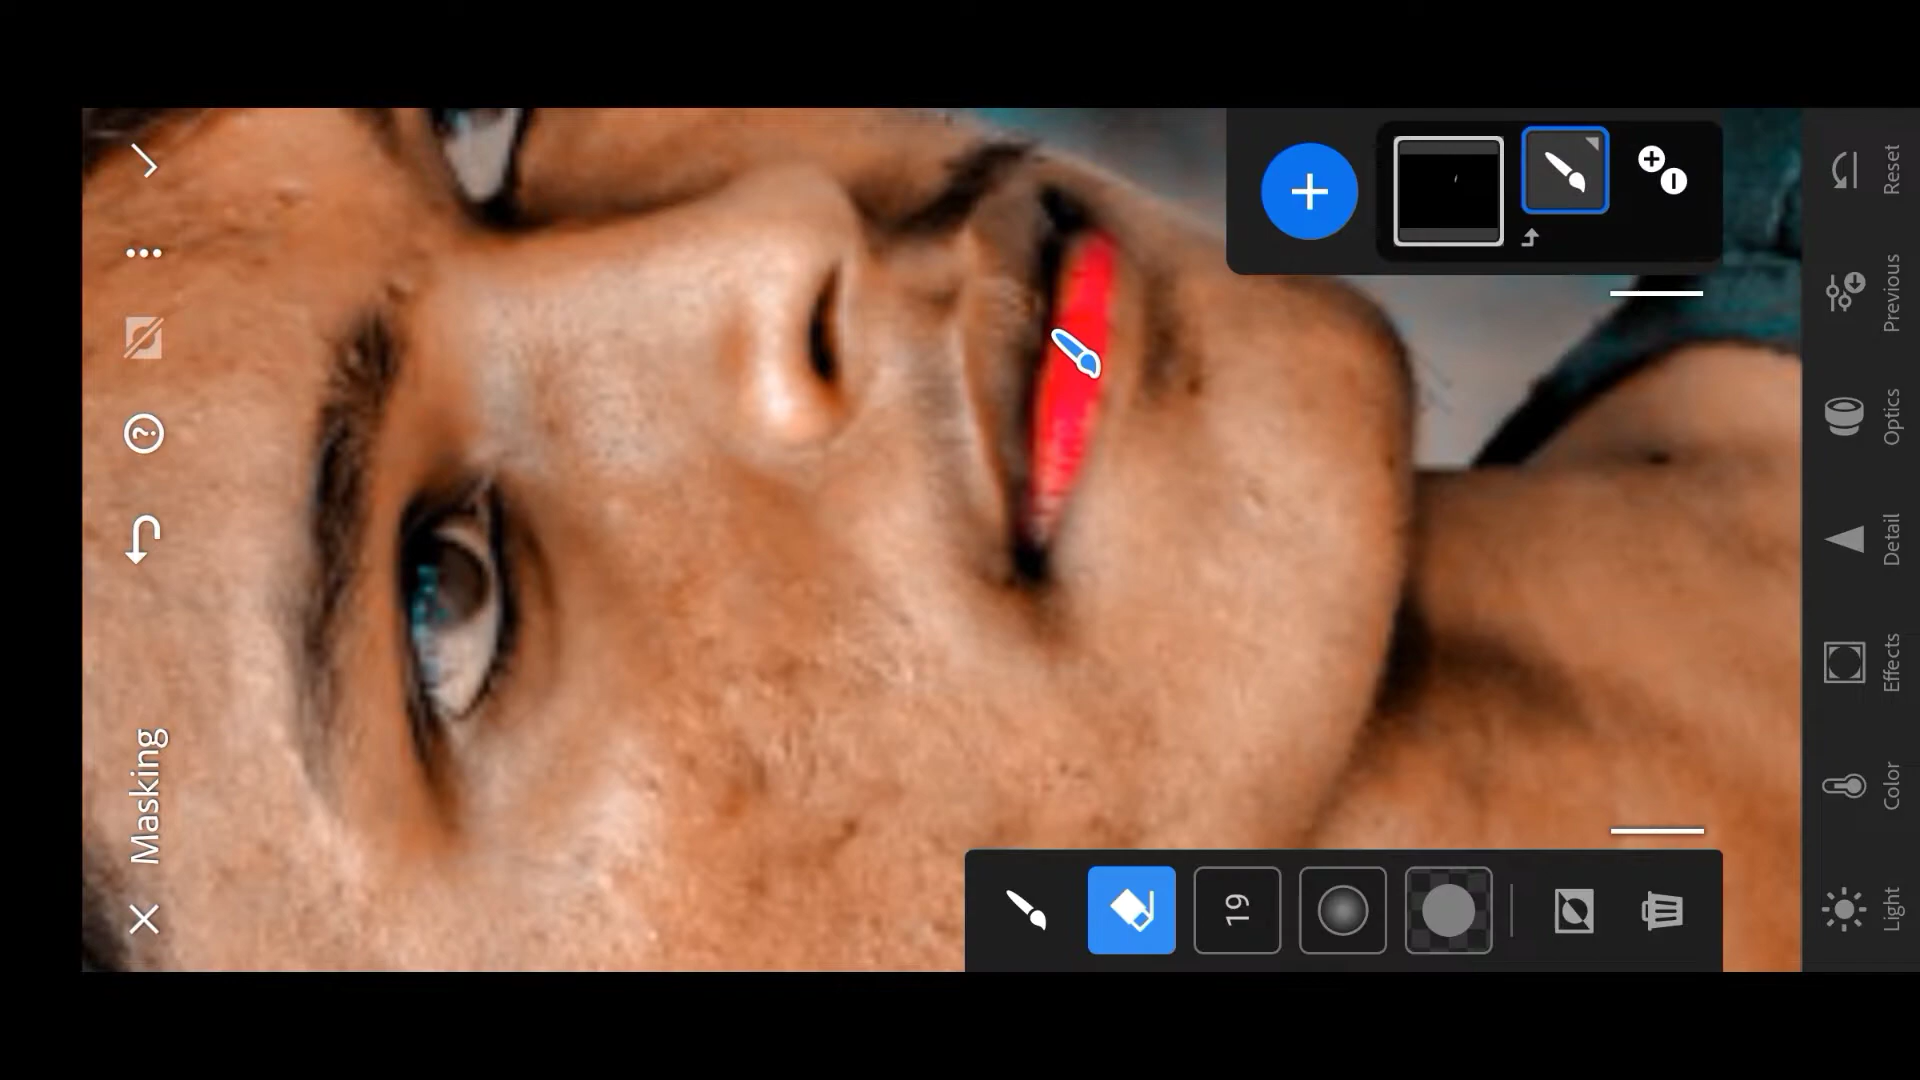 Masking
19
Light
Color
Effects
Detail
Optics
Previous
Reset